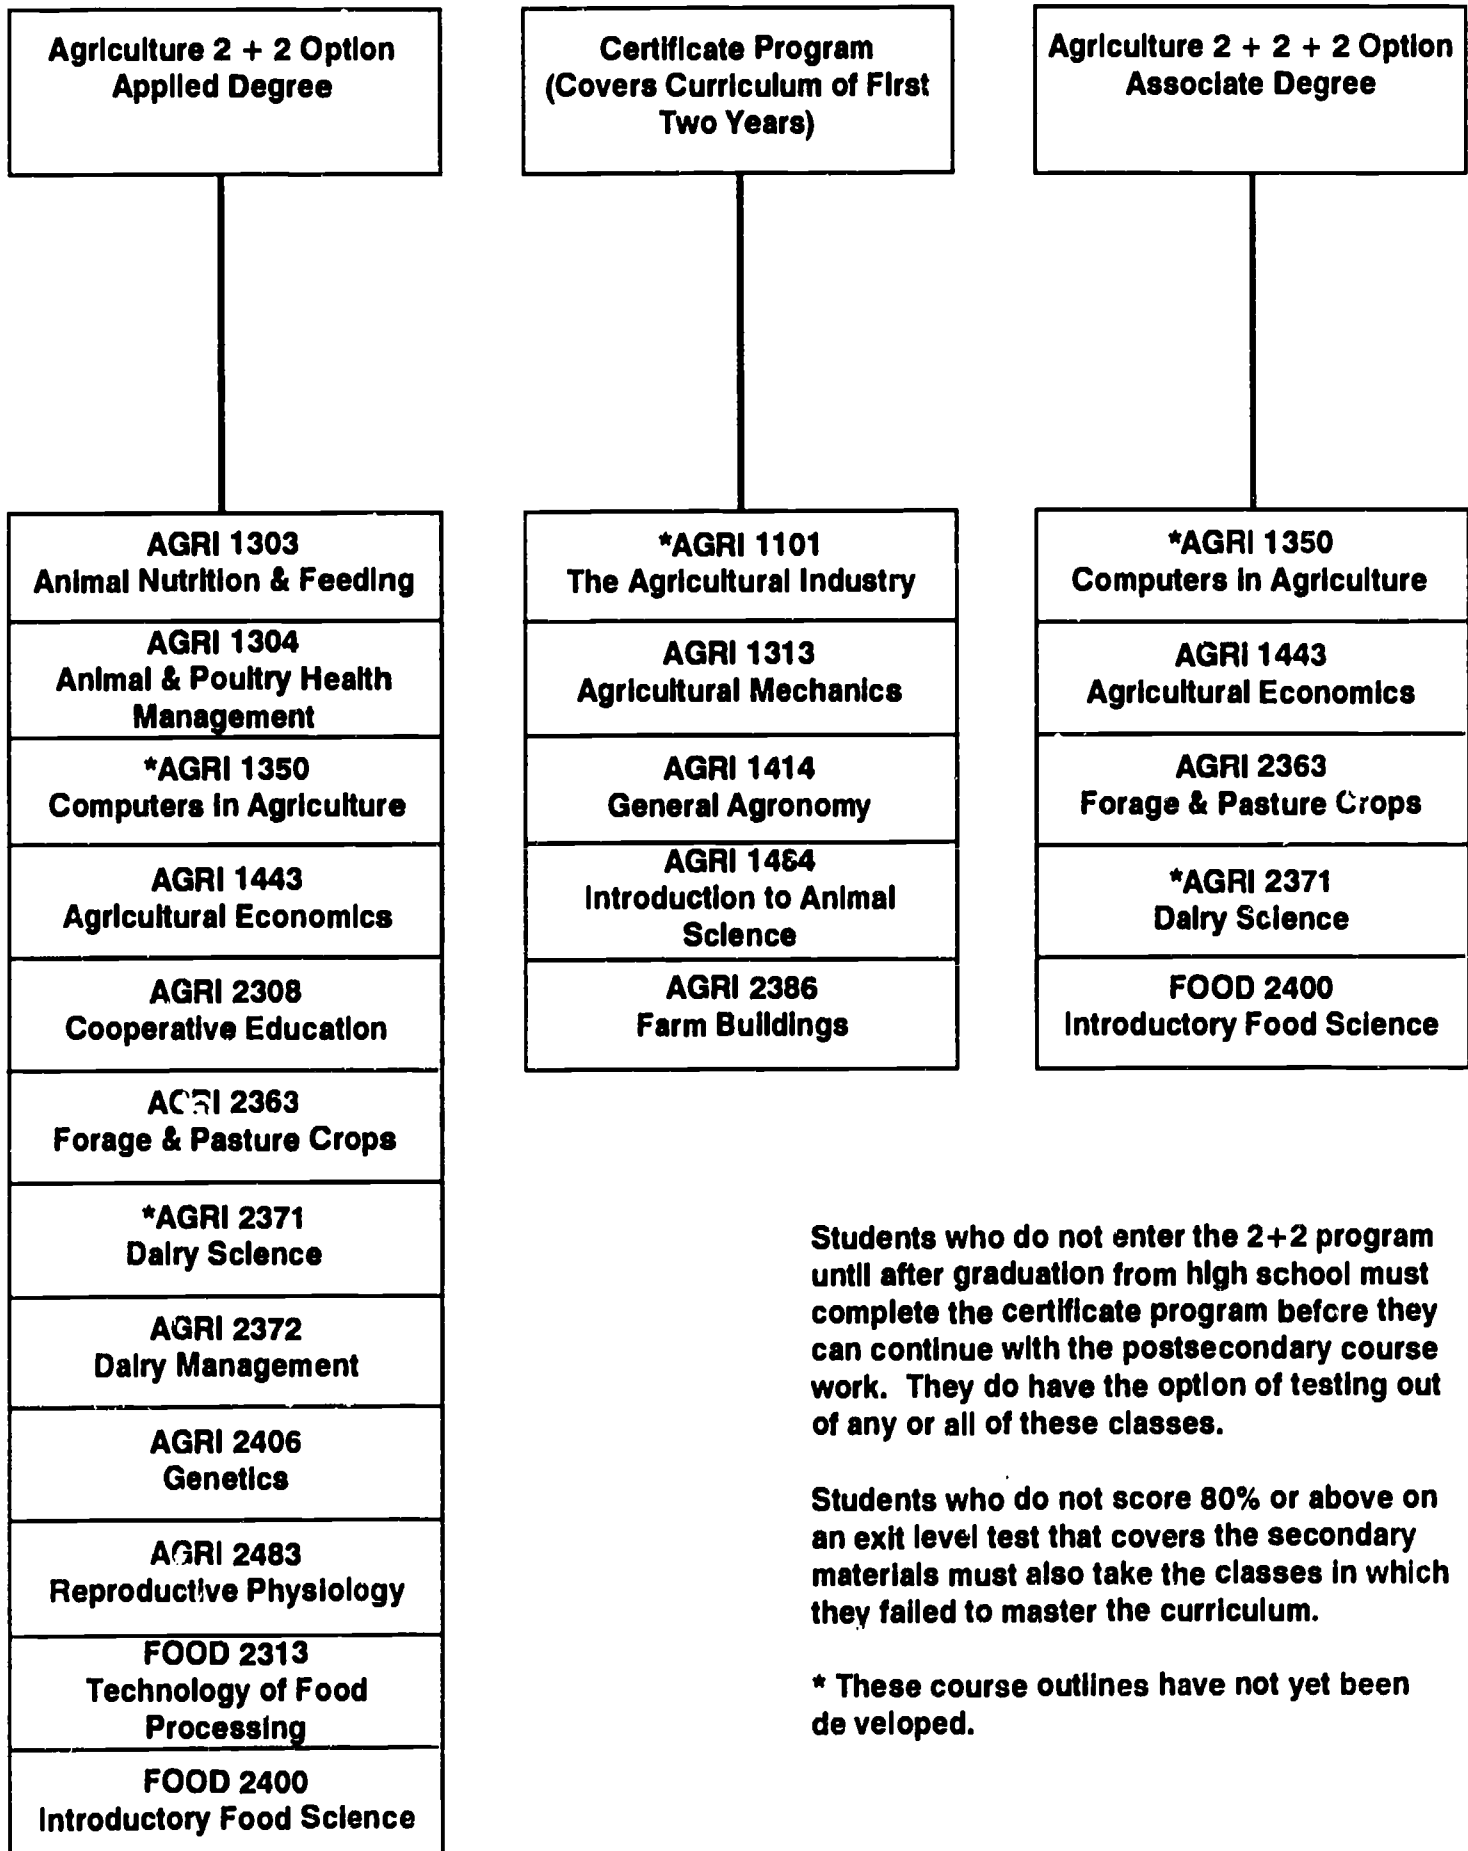 Agriculture 2 + 2 Option
Applied Degree
Certificate Program
(Covers Curriculum of First
Two Years)
Agriculture 2 + 2 + 2 Option
Associate Degree
AGRI 1303
Animal Nutrition & Feeding
AGRI 1304
Animal & Poultry Health
Management
*AGRI 1350
Computers in Agriculture
AGRI 1443
Agricultural Economics
AGRI 2308
Cooperative Education
AGRI 2363
Forage & Pasture Crops
*AGRI 2371
Dairy Science
AGRI 2372
Dairy Management
AGRI 2406
Genetics
AGRI 2483
Reproductive Physiology
FOOD 2313
Technology of Food
Processing
FOOD 2400
Introductory Food Science
*AGRI 1101
The Agricultural Industry
AGRI 1313
Agricultural Mechanics
AGRI 1414
General Agronomy
AGRI
Introduction to Animal
Science
AGRI 2386
Farm Buildings
*AGRI 1350
Computers in Agriculture
AGRI 1443
Agricultural Economics
AGRI 2363
Forage & Pasture Crops
*AGRI 2371
Dairy Science
FOOD 2400
Introductory Food Science
Students who do not enter the 2+2 program
until after graduation from high school must
complete the certificate program before they
can continue with the postsecondary course
work. They do have the option of testing out
of any or all of these classes.
Students who do not score 80% or above on
an exit level test that covers the secondary
materials must also take the classes in which
they failed to master the curriculum.
* These course outlines have not yet been
de veloped.